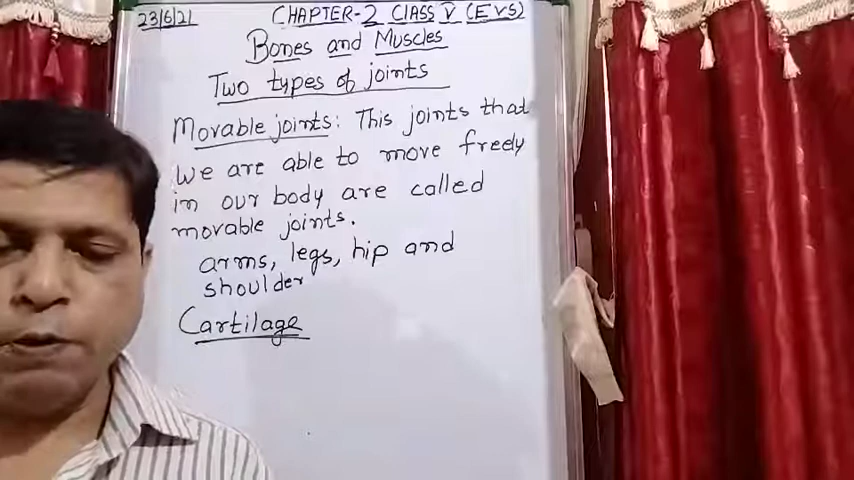 23/6/21 CHAPTER-2 CLASS V (EVS)
Bones and Muscles
Two types of joints
Movable joints: This joints that
we are able to move freely
in our body are called
movable joints.
arms, legs, hip and
shoulder
Cartilage